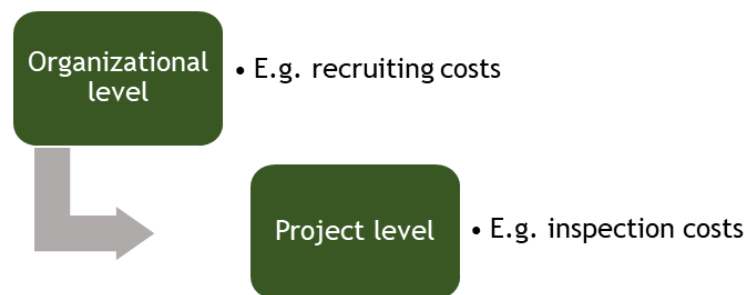 Organizational
level
• E.g. recruiting costs
Project level
• E.g. inspection costs